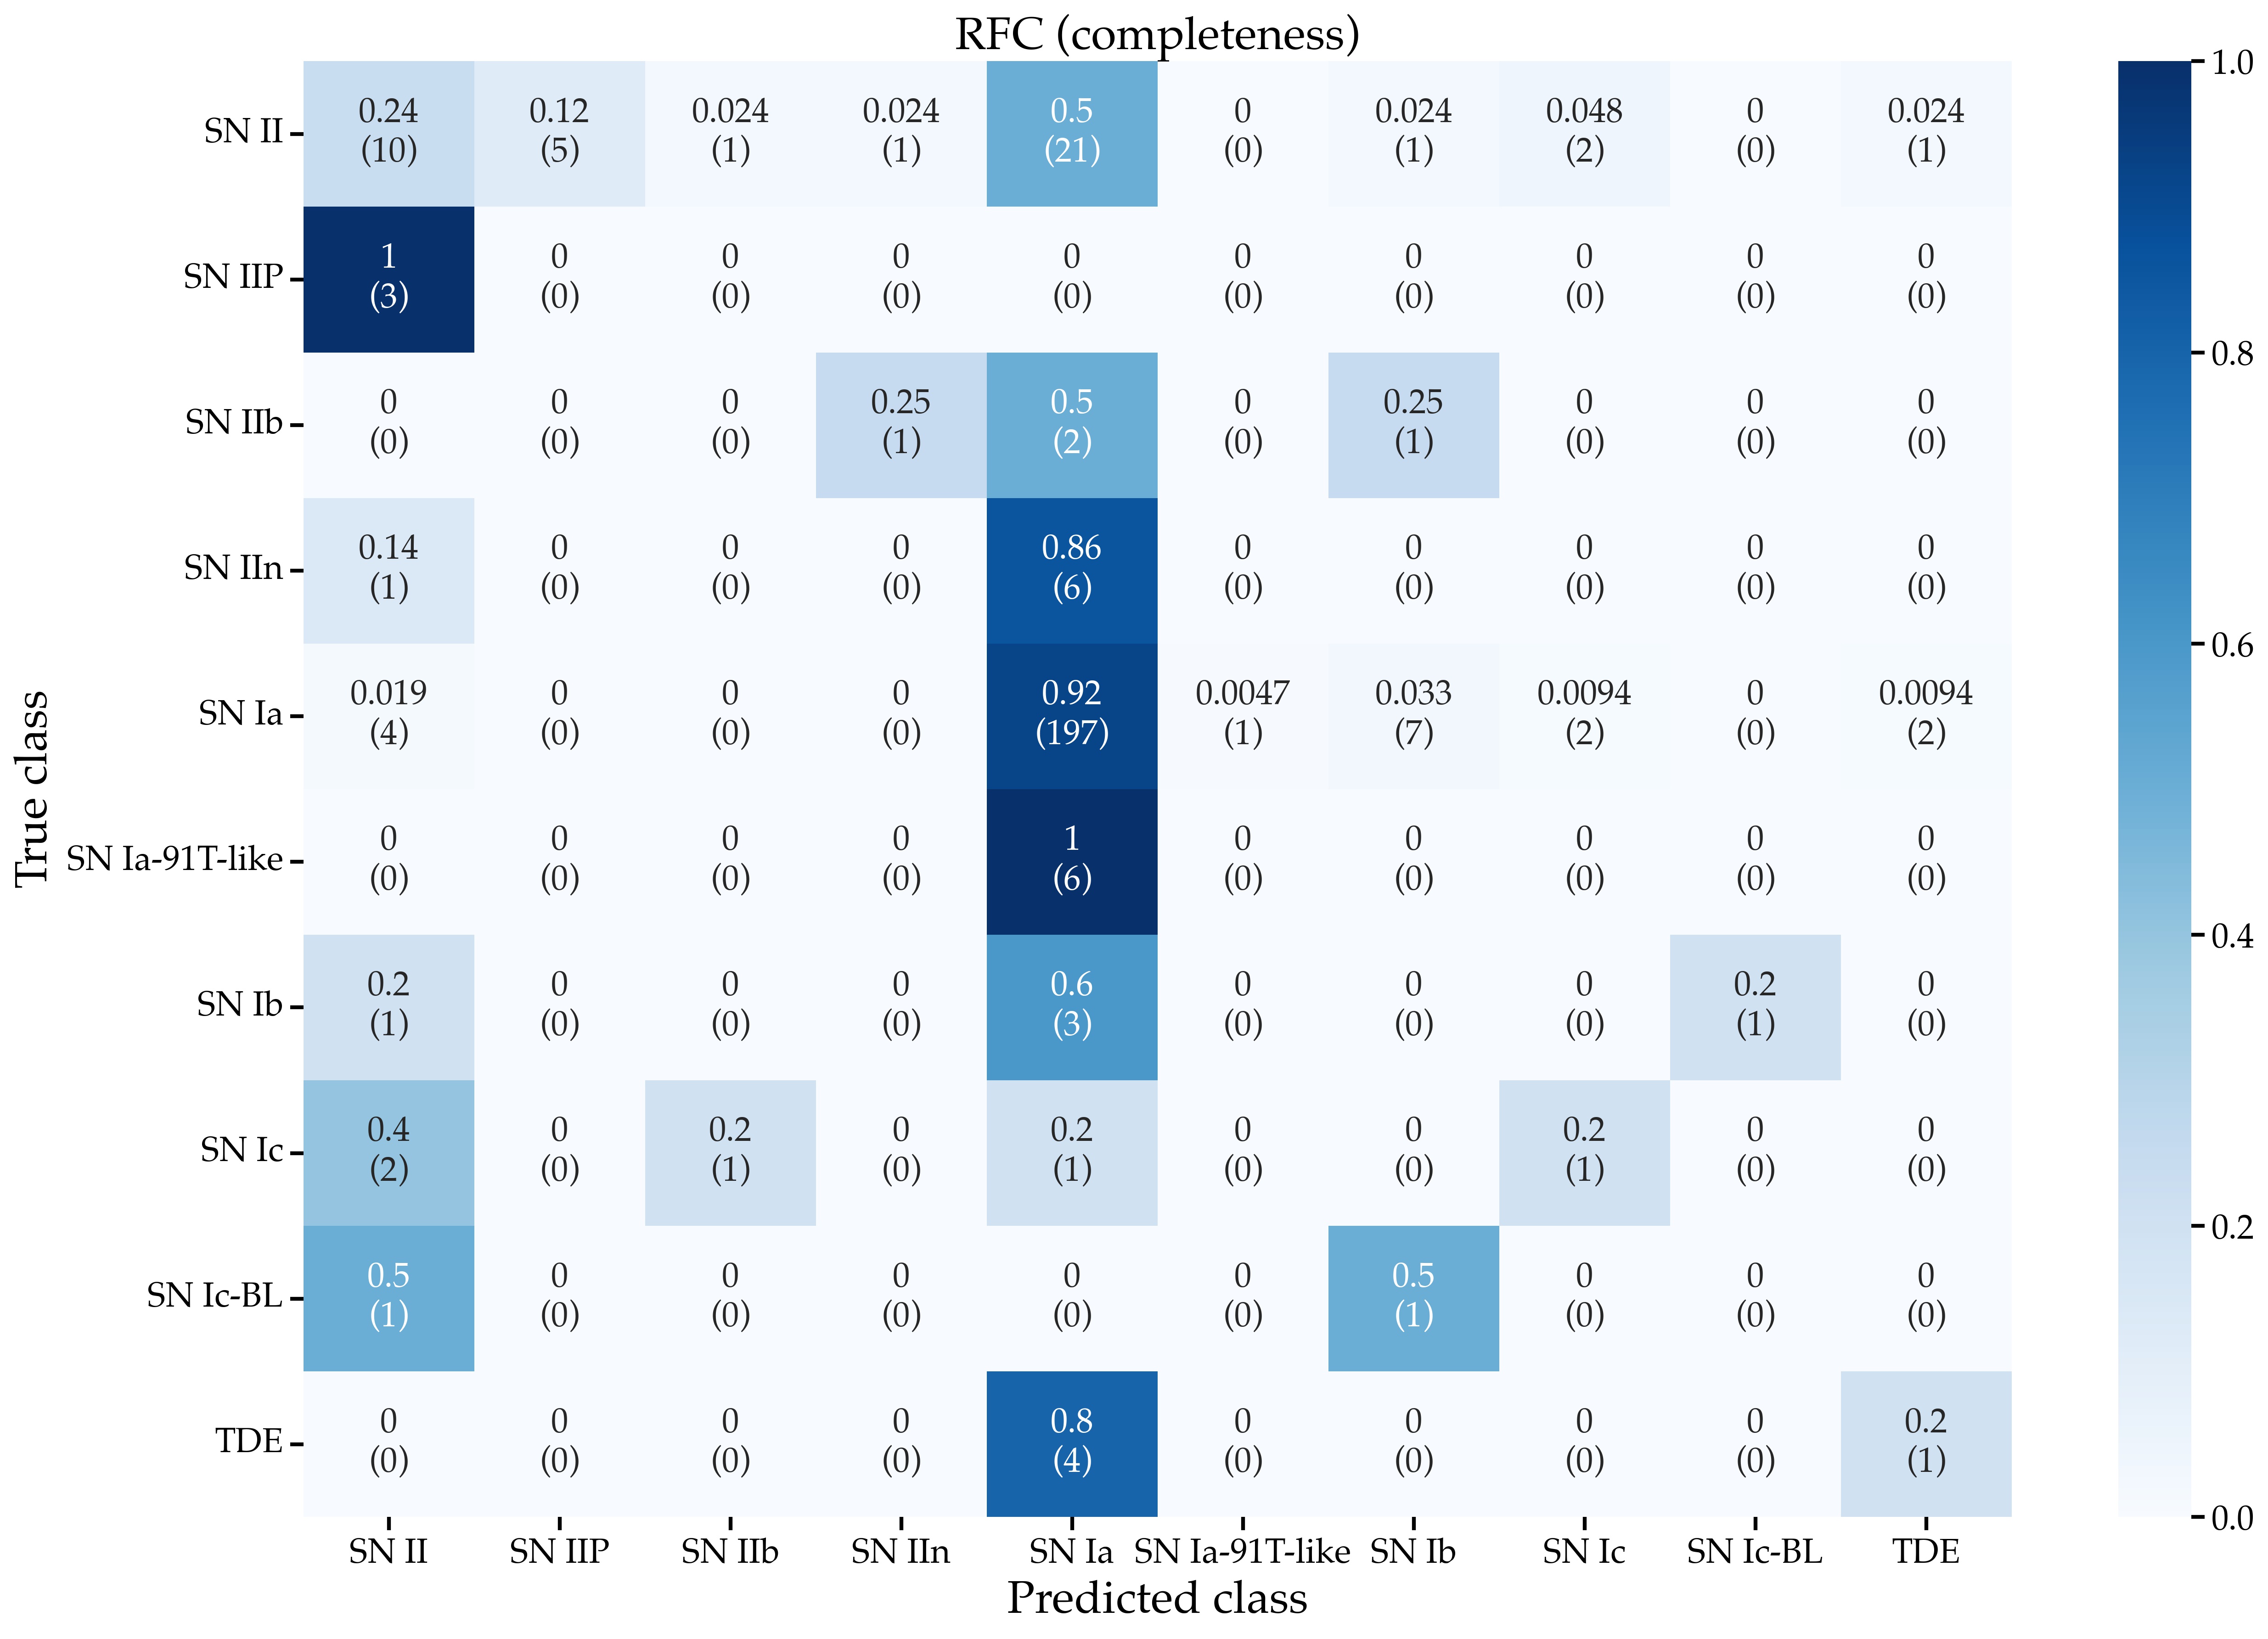 RFC (completeness)
SN II 0.24 0.12 0.024 0.024 0.5 0 0.024 0.048 0 0.024
(10) (5) (1) (1) (21) (0) (1) (2) (0) (1)
SN IIP 1 0 0 0 0 0 0 0 0 0
(3) (0) (0) (0) (0) (0) (0) (0) (0) (0)
SN IIb 0 0 0 0.25 0.5 0 0.25 0 0 0
(0) (0) (0) (1) (2) (0) (1) (0) (0) (0)
SN IIn 0.14 0 0 0 0.86 0 0 0 0 0
(1) (0) (0) (0) (6) (0) (0) (0) (0) (0)
SN Ia 0.019 0 0 0 0.92 0.0047 0.033 0.0094 0 0.0094
(4) (0) (0) (0) (197) (1) (7) (2) (0) (2)
SN Ia-91T-like 0 0 0 0 1 0 0 0 0 0
(0) (0) (0) (0) (6) (0) (0) (0) (0) (0)
SN Ib 0.2 0 0 0 0.6 0 0 0 0.2 0
(1) (0) (0) (0) (3) (0) (0) (0) (1) (0)
SN Ic 0.4 0 0.2 0 0.2 0 0 0.2 0 0
(2) (0) (1) (0) (1) (0) (0) (1) (0) (0)
SN Ic-BL 0.5 0 0 0 0 0 0.5 0 0 0
(1) (0) (0) (0) (0) (0) (1) (0) (0) (0)
TDE 0 0 0 0 0.8 0 0 0 0 0.2
(0) (0) (0) (0) (4) (0) (0) (0) (0) (1)
SN II SN IIP SN IIb SN IIn SN Ia SN Ia-91T-like SN Ib SN Ic SN Ic-BL TDE
Predicted class
True class
1.0
0.8
0.6
0.4
0.2
0.0